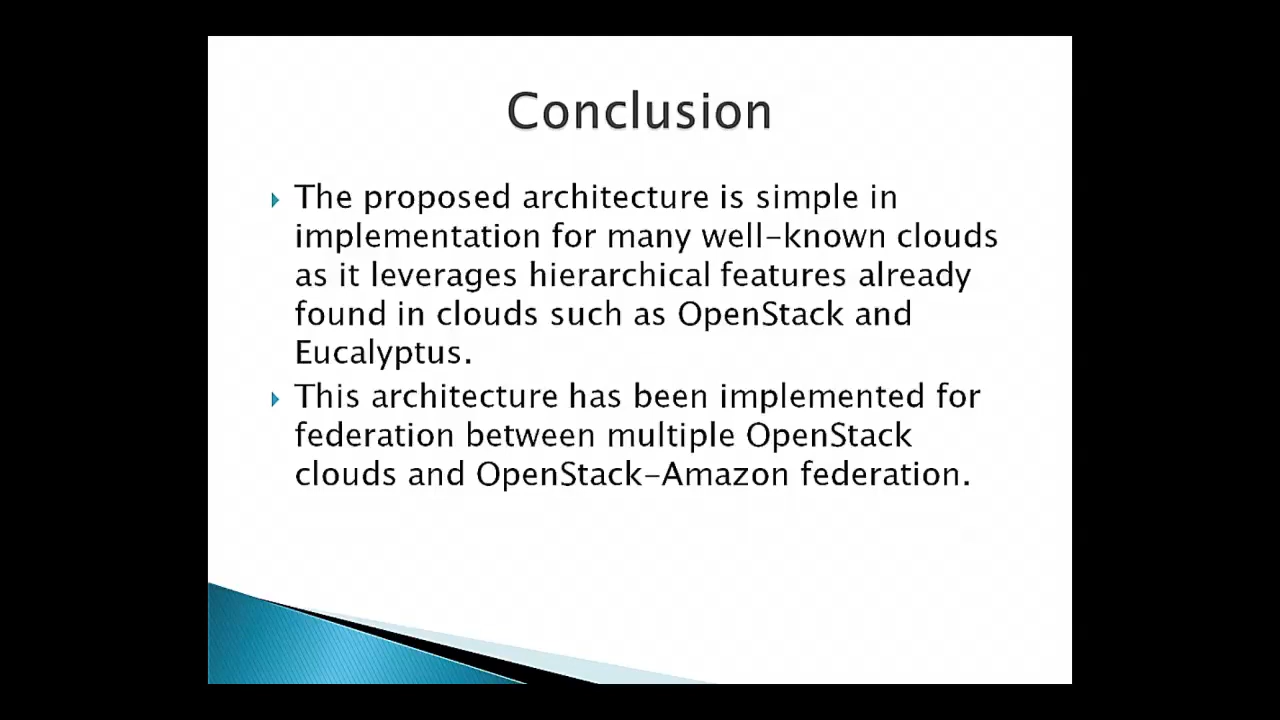 Conclusion
The proposed architecture is simple in
implementation for many well-known clouds
as it leverages hierarchical features already
found in clouds such as OpenStack and
Eucalyptus.
This architecture has been implemented for
federation between multiple OpenStack
clouds and OpenStack-Amazon federation.